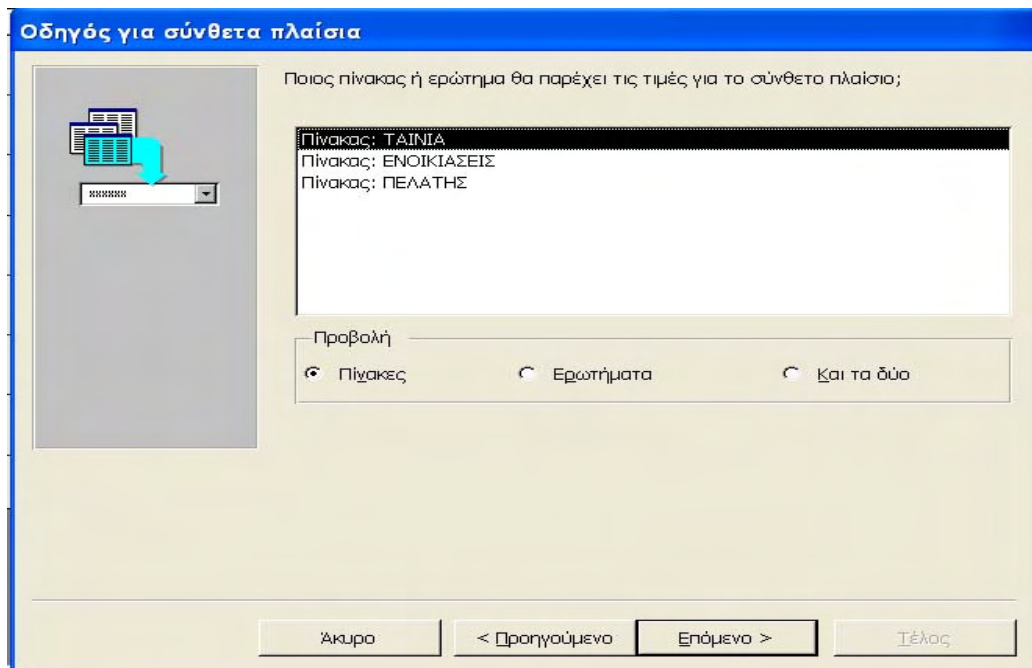 Οδηγός για σύνθετα πλαίσια
Ποιος πίνακας ή ερώτημα θα παρέχει τις τιμές για το σύνθετο πλαίσιο;
Πίνακας: ΤΑΙΝΙΑ
Πίνακας: ΕΝΟΙΚΙΑΣΕΙΣ
Πίνακας: ΠΕΛΑΤΗΣ
xxxxxx
Προβολή
Πίνακες Ερωτήματα Και τα δύο
Άκυρο < Προηγούμενο Επόμενο > Τέλος